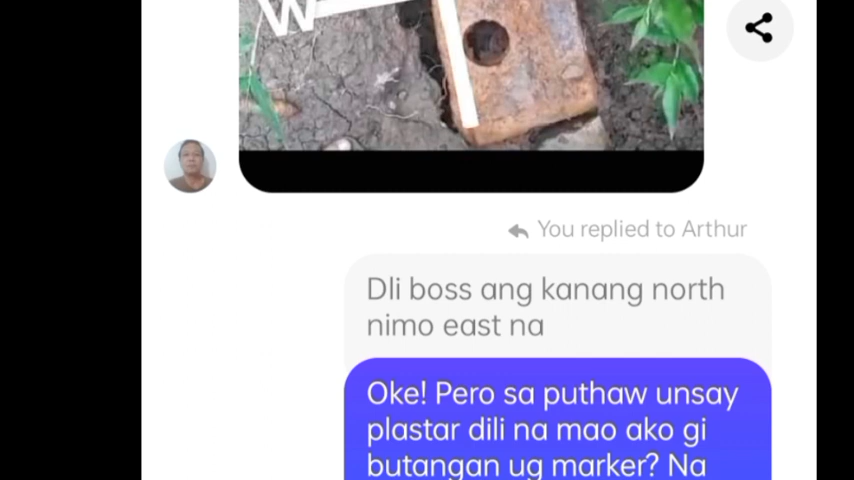 W
You replied to Arthur
Dli boss ang kanang north
nimo east na
Oke! Pero sa puthaw unsay
plastar dili na mao ako gi
butangan ug marker? Na